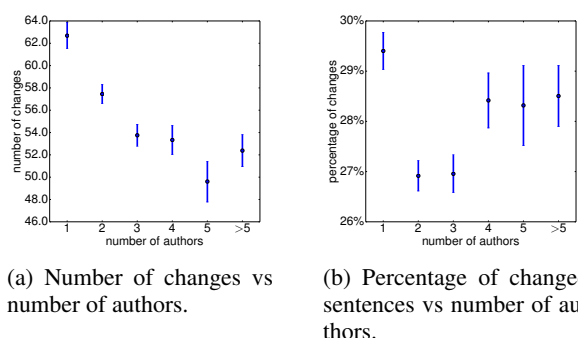 64.0
62.0
60.0
58.0
56.0
54.0
52.0
50.0
48.0
46.0
number of changes
1 2 3 4 5 >5
number of authors
30%
29%
28%
27%
26%
percentage of changes
1 2 3 4 5 >5
number of authors
(a) Number of changes vs
number of authors.
(b) Percentage of change
sentences vs number of au
thors.